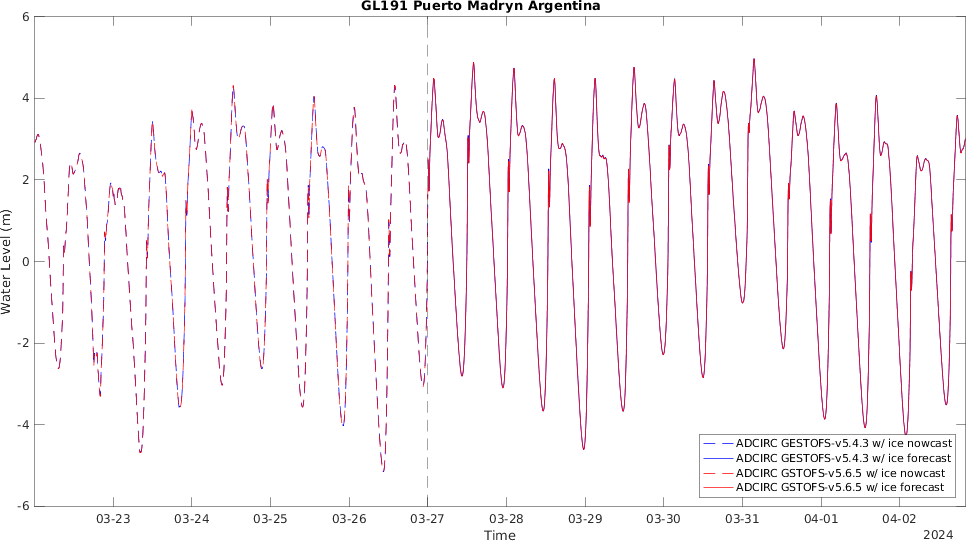 GL191 Puerto Madryn Argentina
6
4
2
0
-2
-4
-6
Water Level (m)
ADCIRC GESTOFS-v5.4.3 w/ ice nowcast
ADCIRC GESTOFS-v5.4.3 w/ ice forecast
ADCIRC GSTOFS-v5.6.5 w/ ice nowcast
ADCIRC GSTOFS-v5.6.5 w/ ice forecast
03-23 03-24 03-25 03-26 03-27 03-28 03-29 03-30 03-31 04-01 04-02
Time
2024